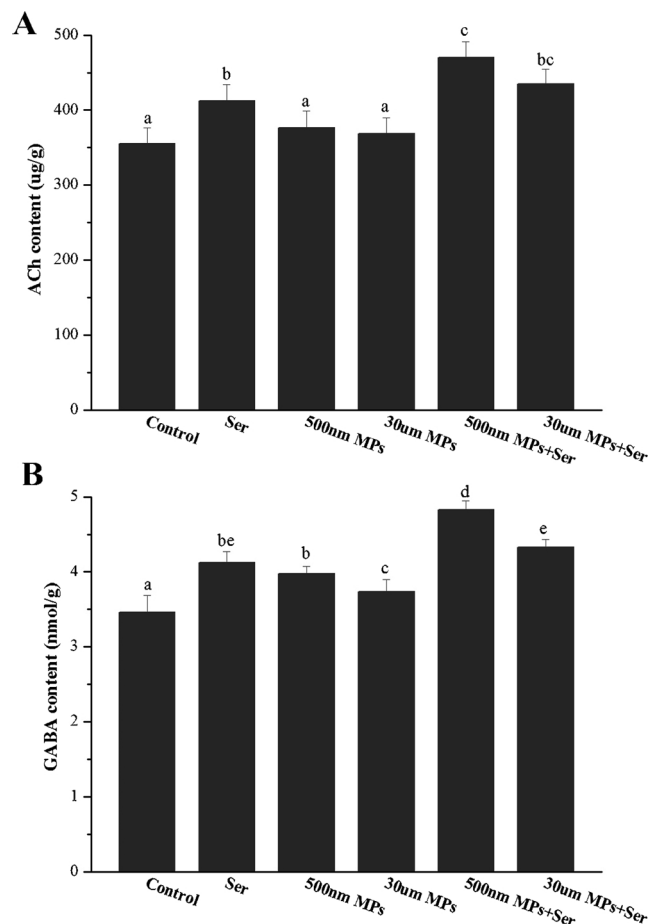 A
500
400
300
200
100
0
ACh content (ug/g)
a
b
a
a
c
bc
Control
Ser
500nm MPs
30um MPs
500nm MPs+Ser
30um MPs+Ser
B
5
4
3
2
1
0
GABA content (nmol/g)
a
be
b
c
d
e
Control
Ser
500nm MPs
30um MPs
500nm MPs+Ser
30um MPs+Ser